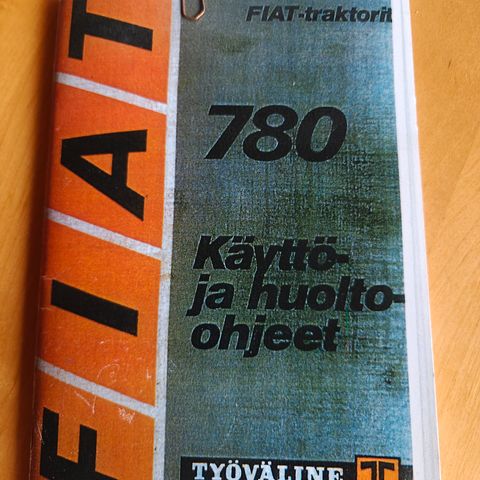 FIAT-traktorit
780
Käyttö-
ja huolto-
ohjeet
FIAT
TYÖVÄLINE